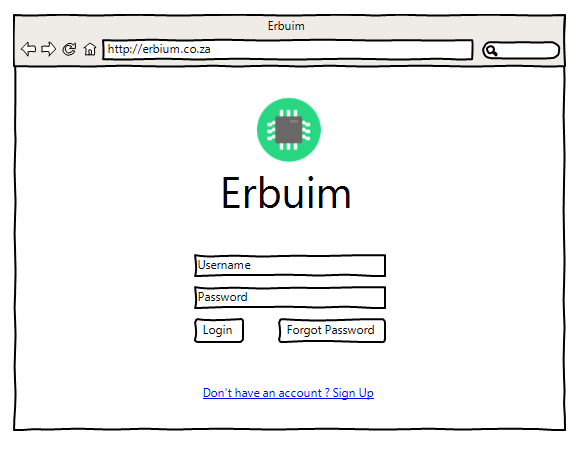 Erbuim
http://erbium.co.za
Erbuim
Username
Password
Login Forgot Password
Don't have an account ? Sign Up